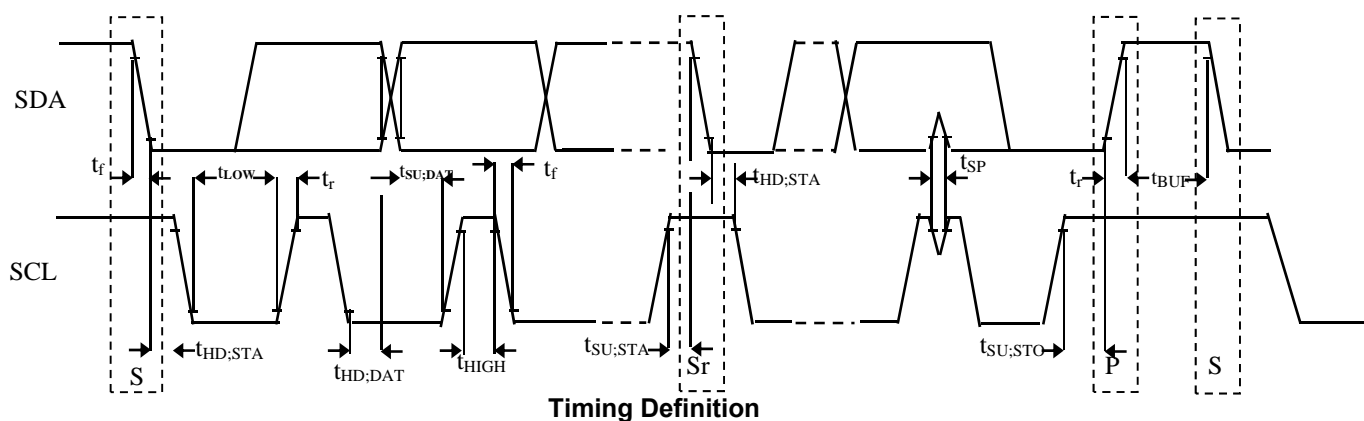 SDA
t_f t_LOW t_r t_SU;DAT t_f t_HD;STA t_SP t_r t_BUF
SCL
t_HD;STA t_HD;DAT t_HIGH t_SU;STA t_SU;STO
S Sr P S
Timing Definition